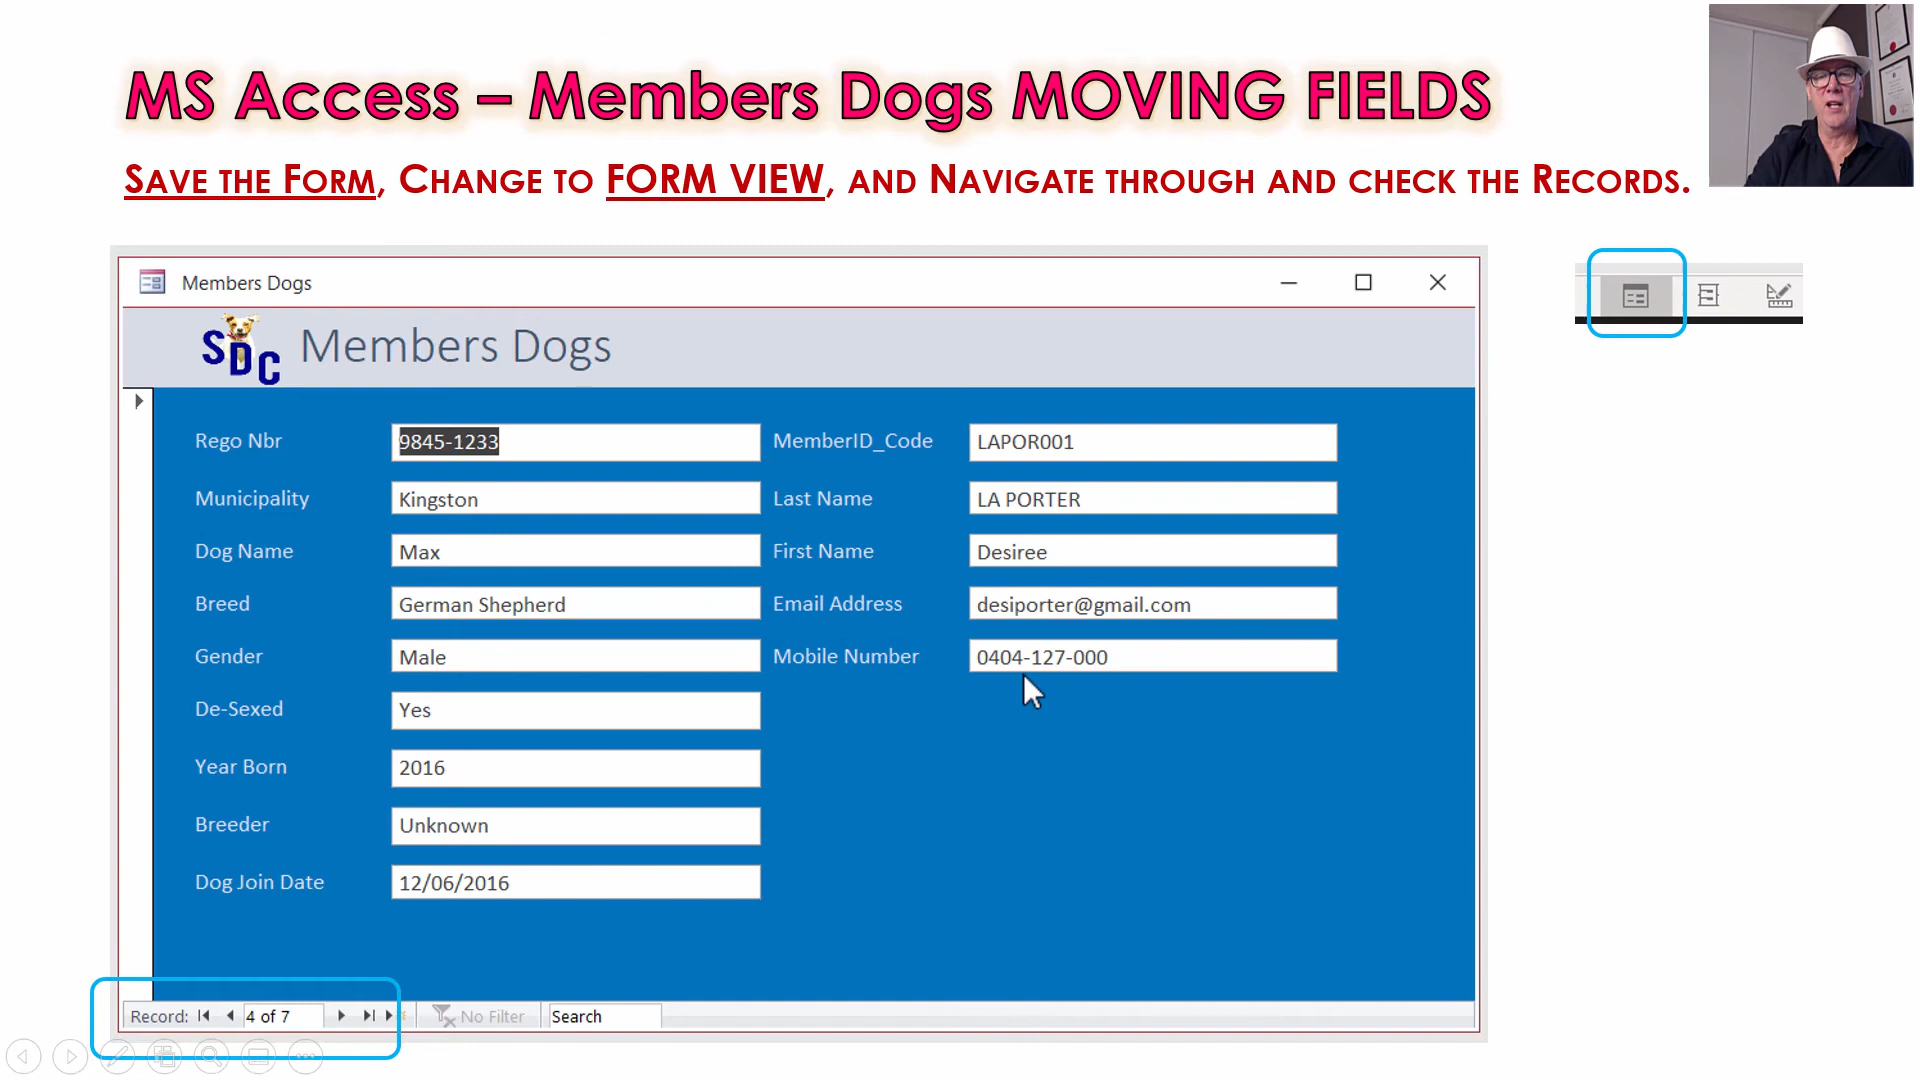 MS Access – Members Dogs MOVING FIELDS
SAVE THE FORM, CHANGE TO FORM VIEW, AND NAVIGATE THROUGH AND CHECK THE RECORDS.
Members Dogs
SDC Members Dogs
Rego Nbr 9845-1233 MemberID_Code LAPOR001
Municipality Kingston Last Name LA PORTER
Dog Name Max First Name Desiree
Breed German Shepherd Email Address desiporter@gmail.com
Gender Male Mobile Number 0404-127-000
De-Sexed Yes
Year Born 2016
Breeder Unknown
Dog Join Date 12/06/2016
Record: 4 of 7 No Filter Search